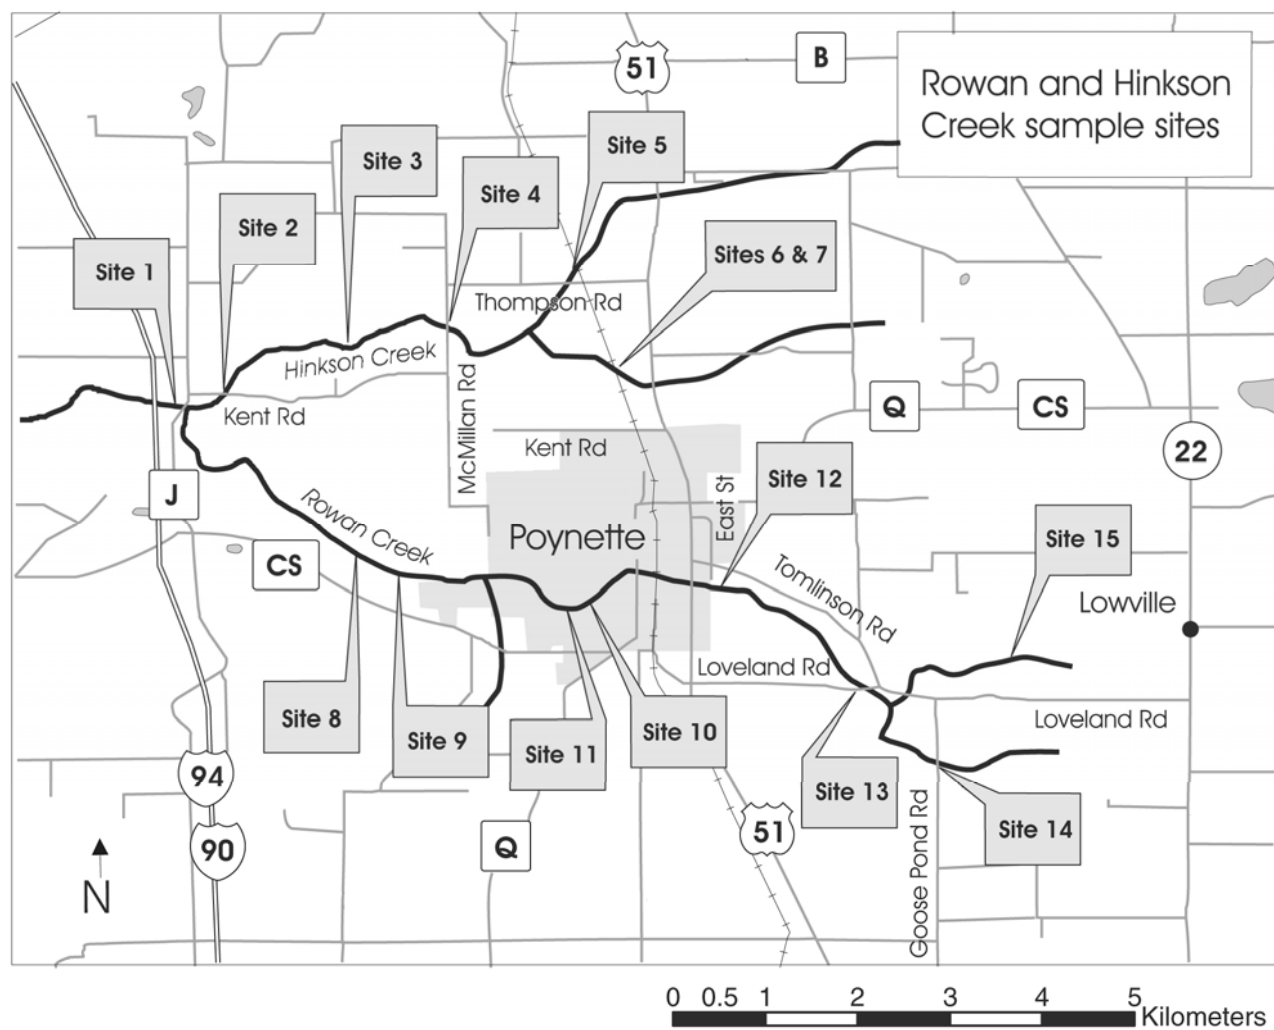 51
B
Rowan and Hinkson
Creek sample sites
Site 3
Site 5
Site 4
Site 2
Sites 6 & 7
Site 1
Thompson Rd
Hinkson Creek
McMillan Rd
Kent Rd
Q
CS
Kent Rd
22
Site 12
J
Rowan Creek
East St
Poynette
Site 15
CS
Tomlinson Rd
Lowville
Loveland Rd
Site 8
Site 9
Site 11
Site 10
Loveland Rd
94
Site 13
Goose Pond Rd
Site 14
51
90
Q
N
0 0.5 1 2 3 4 5
Kilometers